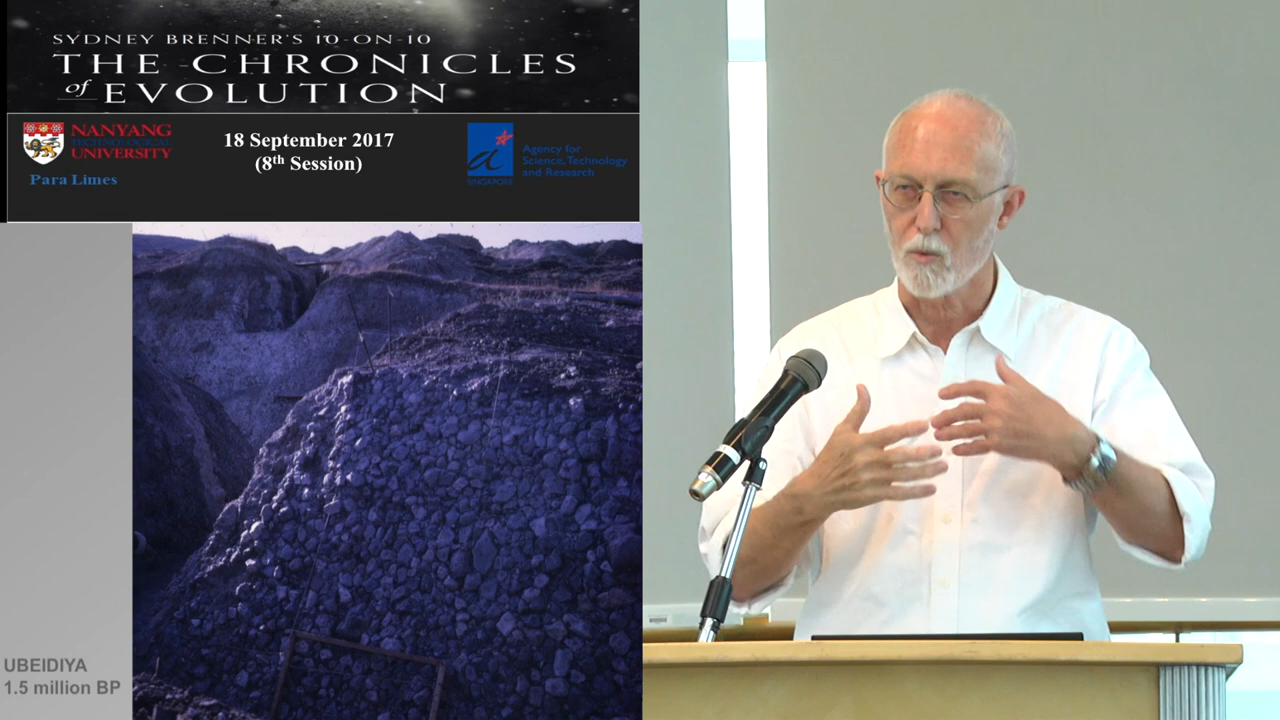 SYDNEY BRENNER'S 10-ON-10
THE CHRONICLES
of EVOLUTION
NANYANG
TECHNOLOGICAL
UNIVERSITY
Para Limes
18 September 2017
(8th Session)
a
SINGAPORE
Agency for
Science, Technology
and Research
UBEIDIYA
1.5 million BP